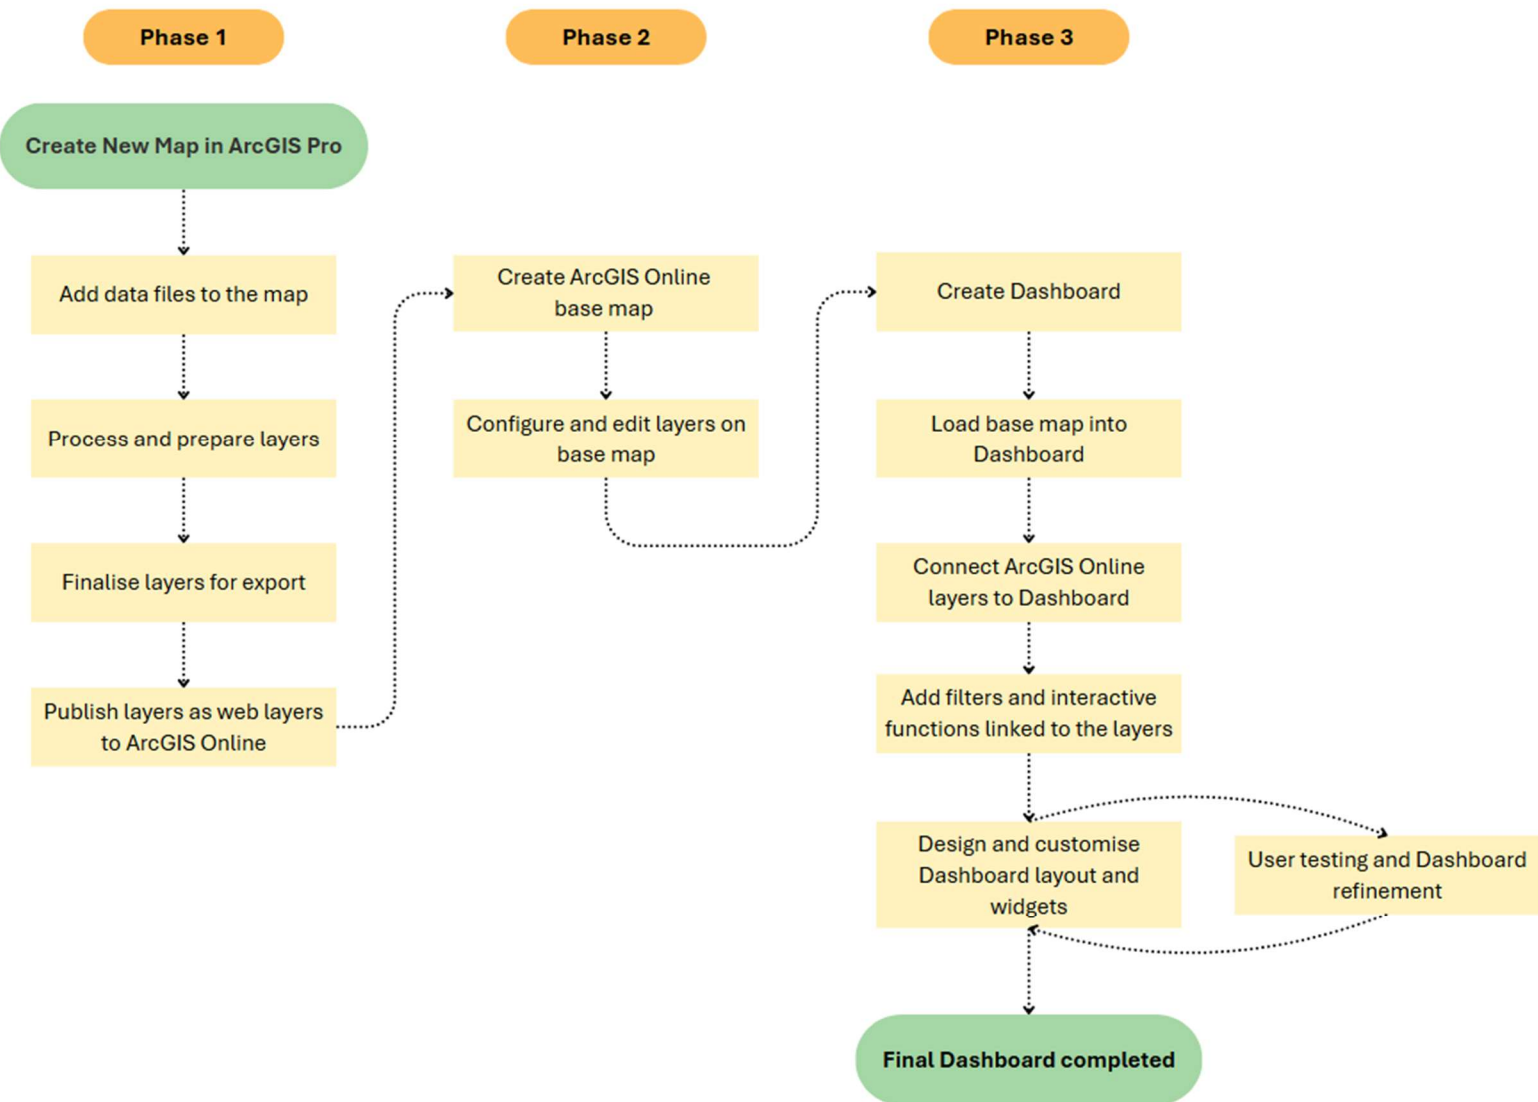 Phase 1
Phase 2
Phase 3
Create New Map in ArcGIS Pro
Add data files to the map
Process and prepare layers
Finalise layers for export
Publish layers as web layers
to ArcGIS Online
Create ArcGIS Online
base map
Configure and edit layers on
base map
Create Dashboard
Load base map into
Dashboard
Connect ArcGIS Online
layers to Dashboard
Add filters and interactive
functions linked to the layers
Design and customise
Dashboard layout and
widgets
User testing and Dashboard
refinement
Final Dashboard completed